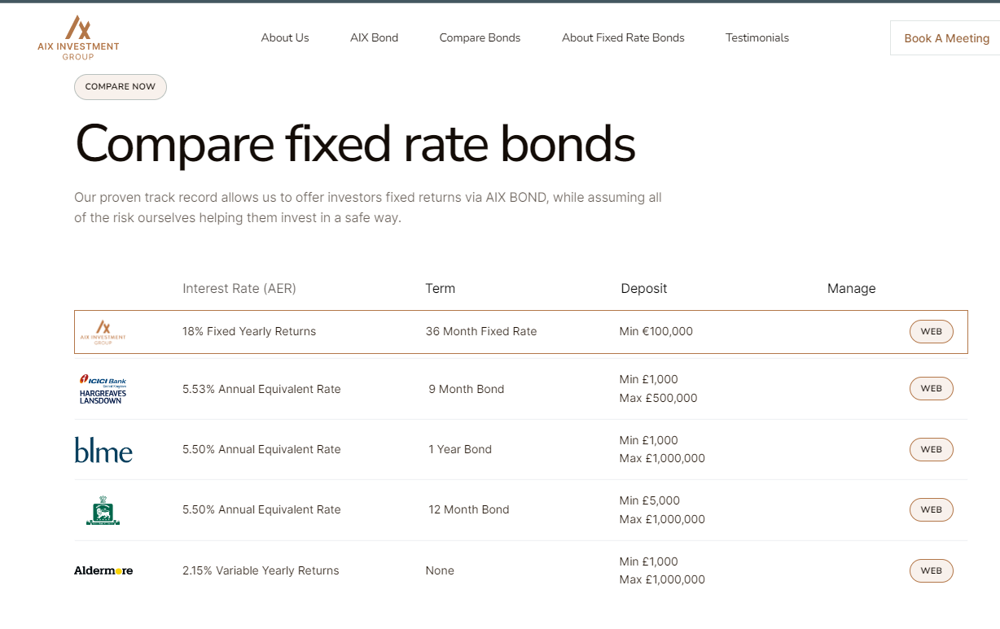 AIX INVESTMENT
GROUP
About Us
AIX Bond
Compare Bonds
About Fixed Rate Bonds
Testimonials
Book A Meeting
COMPARE NOW
Compare fixed rate bonds
Our proven track record allows us to offer investors fixed returns via AIX BOND, while assuming all
of the risk ourselves helping them invest in a safe way.
Interest Rate (AER) Term Deposit Manage
AIX INVESTMENT
GROUP
18% Fixed Yearly Returns 36 Month Fixed Rate Min €100,000 WEB
ICICI Bank
HARGREAVES
LANSDOWN
5.53% Annual Equivalent Rate 9 Month Bond
Min £1,000
Max £500,000
WEB
blme
5.50% Annual Equivalent Rate 1 Year Bond
Min £1,000
Max £1,000,000
WEB
5.50% Annual Equivalent Rate 12 Month Bond
Min £5,000
Max £1,000,000
WEB
Aldermore
2.15% Variable Yearly Returns None
Min £1,000
Max £1,000,000
WEB